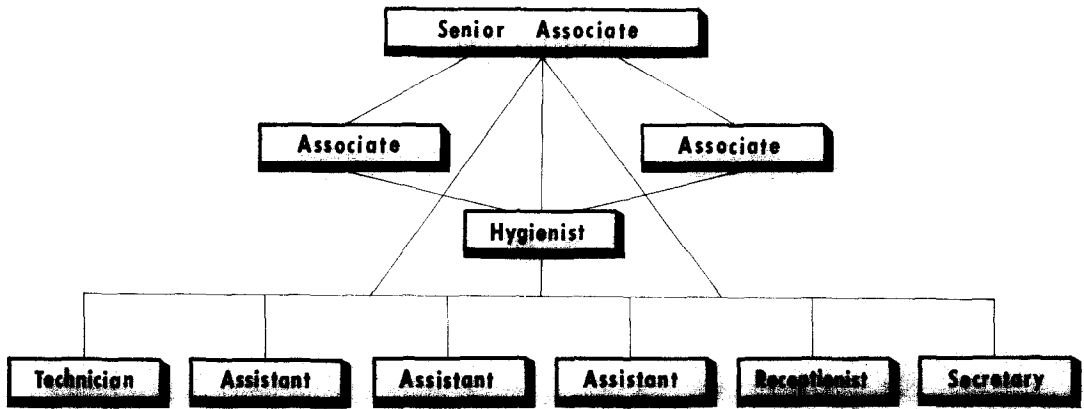 Senior Associate
Associate Associate
Hygienist
Technician Assistant Assistant Assistant Receptionist Secretary